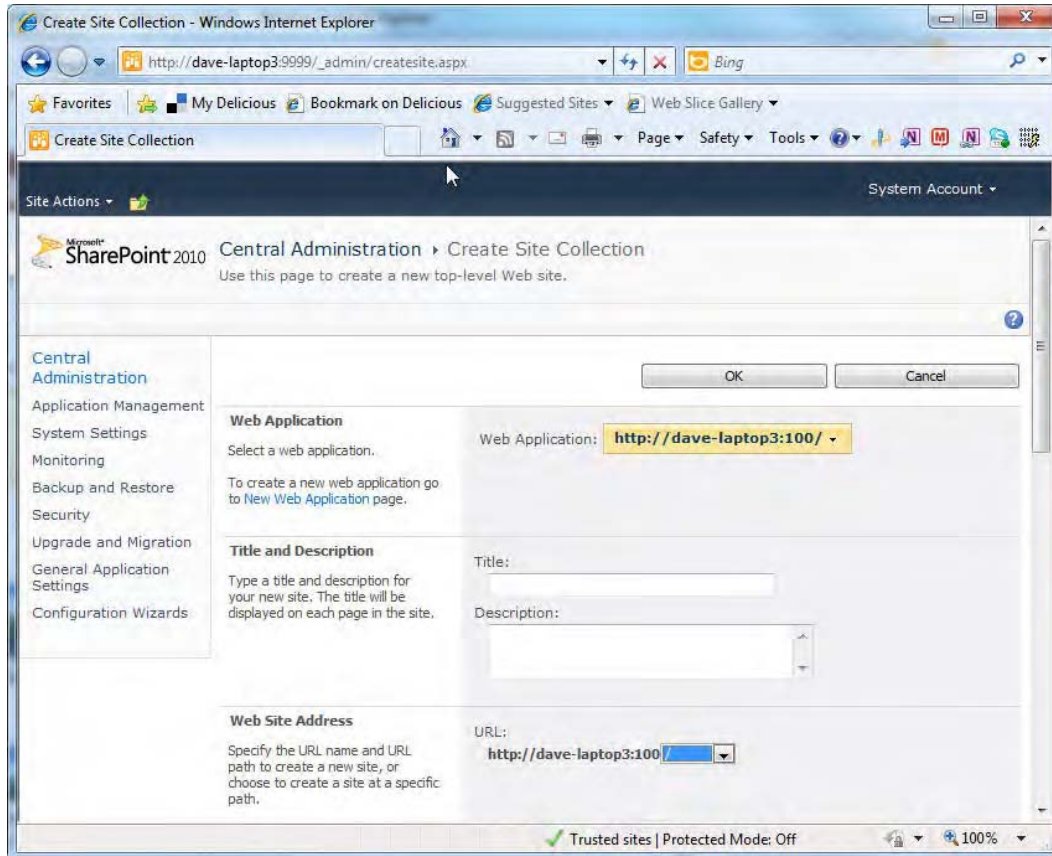 Create Site Collection - Windows Internet Explorer
http://dave-laptop3:9999/_admin/createsite.aspx
Bing
Favorites
My Delicious
Bookmark on Delicious
Suggested Sites
Web Slice Gallery
Create Site Collection
Page
Safety
Tools
Site Actions
System Account
Microsoft
SharePoint 2010
Central Administration
Create Site Collection
Use this page to create a new top-level Web site.
Central
Administration
Application Management
System Settings
Monitoring
Backup and Restore
Security
Upgrade and Migration
General Application
Settings
Configuration Wizards
OK
Cancel
Web Application
Select a web application.
To create a new web application go
to New Web Application page.
Web Application: http://dave-laptop3:100/
Title and Description
Type a title and description for
your new site. The title will be
displayed on each page in the site.
Title:
Description:
Web Site Address
Specify the URL name and URL
path to create a new site, or
choose to create a site at a specific
path.
URL:
http://dave-laptop3:100 /
Trusted sites | Protected Mode: Off
100%